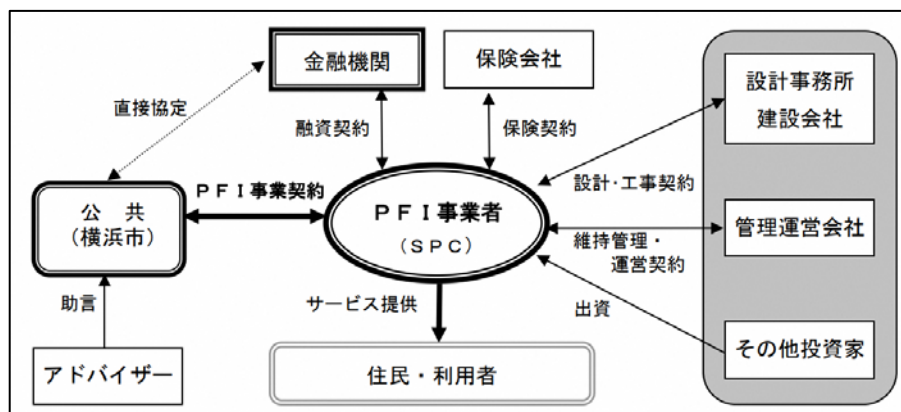 金融機関
保険会社
設計事務所
建設会社
直接協定
融資契約
保険契約
設計・工事契約
PFI事業契約
公 共
(横浜市)
PFI事業者
(SPC)
維持管理・
運営契約
管理運営会社
助言
サービス提供
出資
アドバイザー
住民・利用者
その他投資家